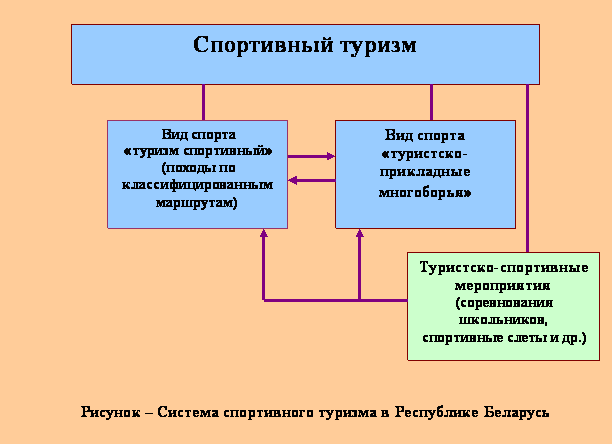 Спортивный туризм
Вид спорта
«туризм спортивный»
(походы по
классифицированным
маршрутам)
Вид спорта
«туристско-
прикладные
многоборья»
Туристско-спортивные
мероприятия
(соревнования
школьников,
спортивные слеты и др.)
Рисунок – Система спортивного туризма в Республике Беларусь